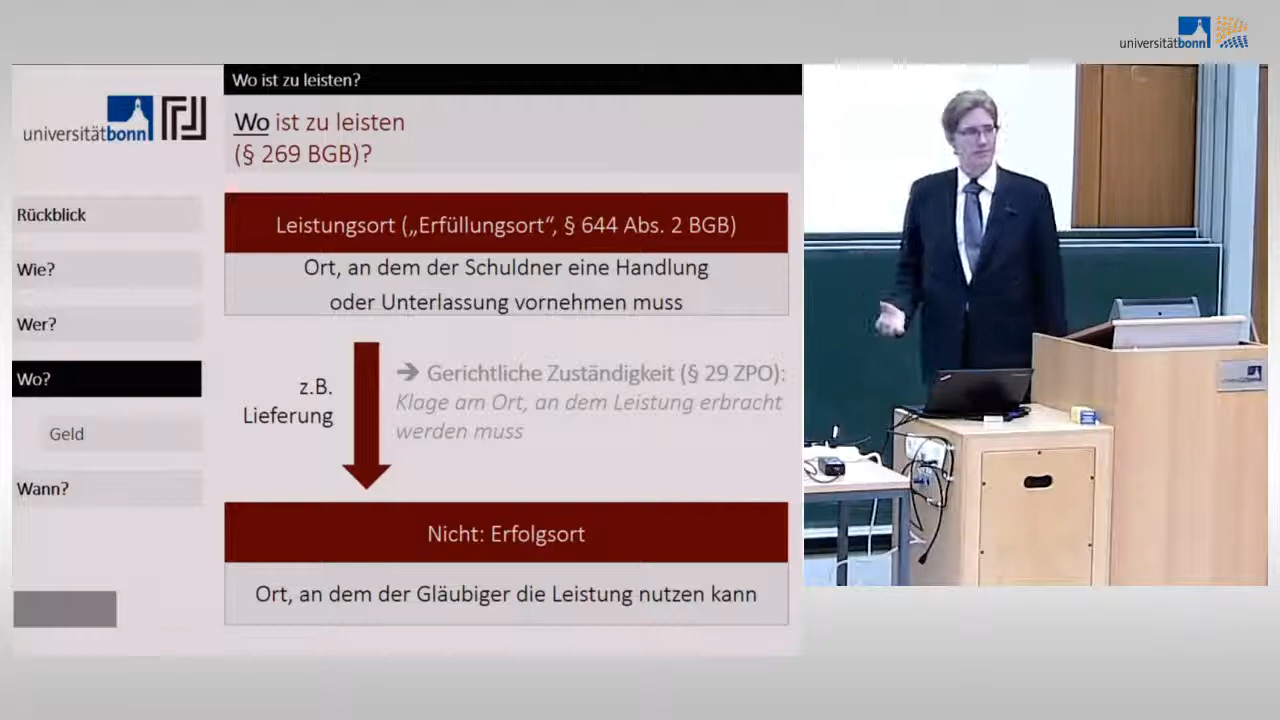 universitätbonn
Wo ist zu leisten?
universitätbonn
Wo ist zu leisten
(§ 269 BGB)?
Rückblick
Wie?
Wer?
Wo?
Geld
Wann?
Leistungsort („Erfüllungsort“, § 644 Abs. 2 BGB)
Ort, an dem der Schuldner eine Handlung
oder Unterlassung vornehmen muss
z.B.
Lieferung
➔ Gerichtliche Zuständigkeit (§ 29 ZPO):
Klage am Ort, an dem Leistung erbracht
werden muss
Nicht: Erfolgsort
Ort, an dem der Gläubiger die Leistung nutzen kann